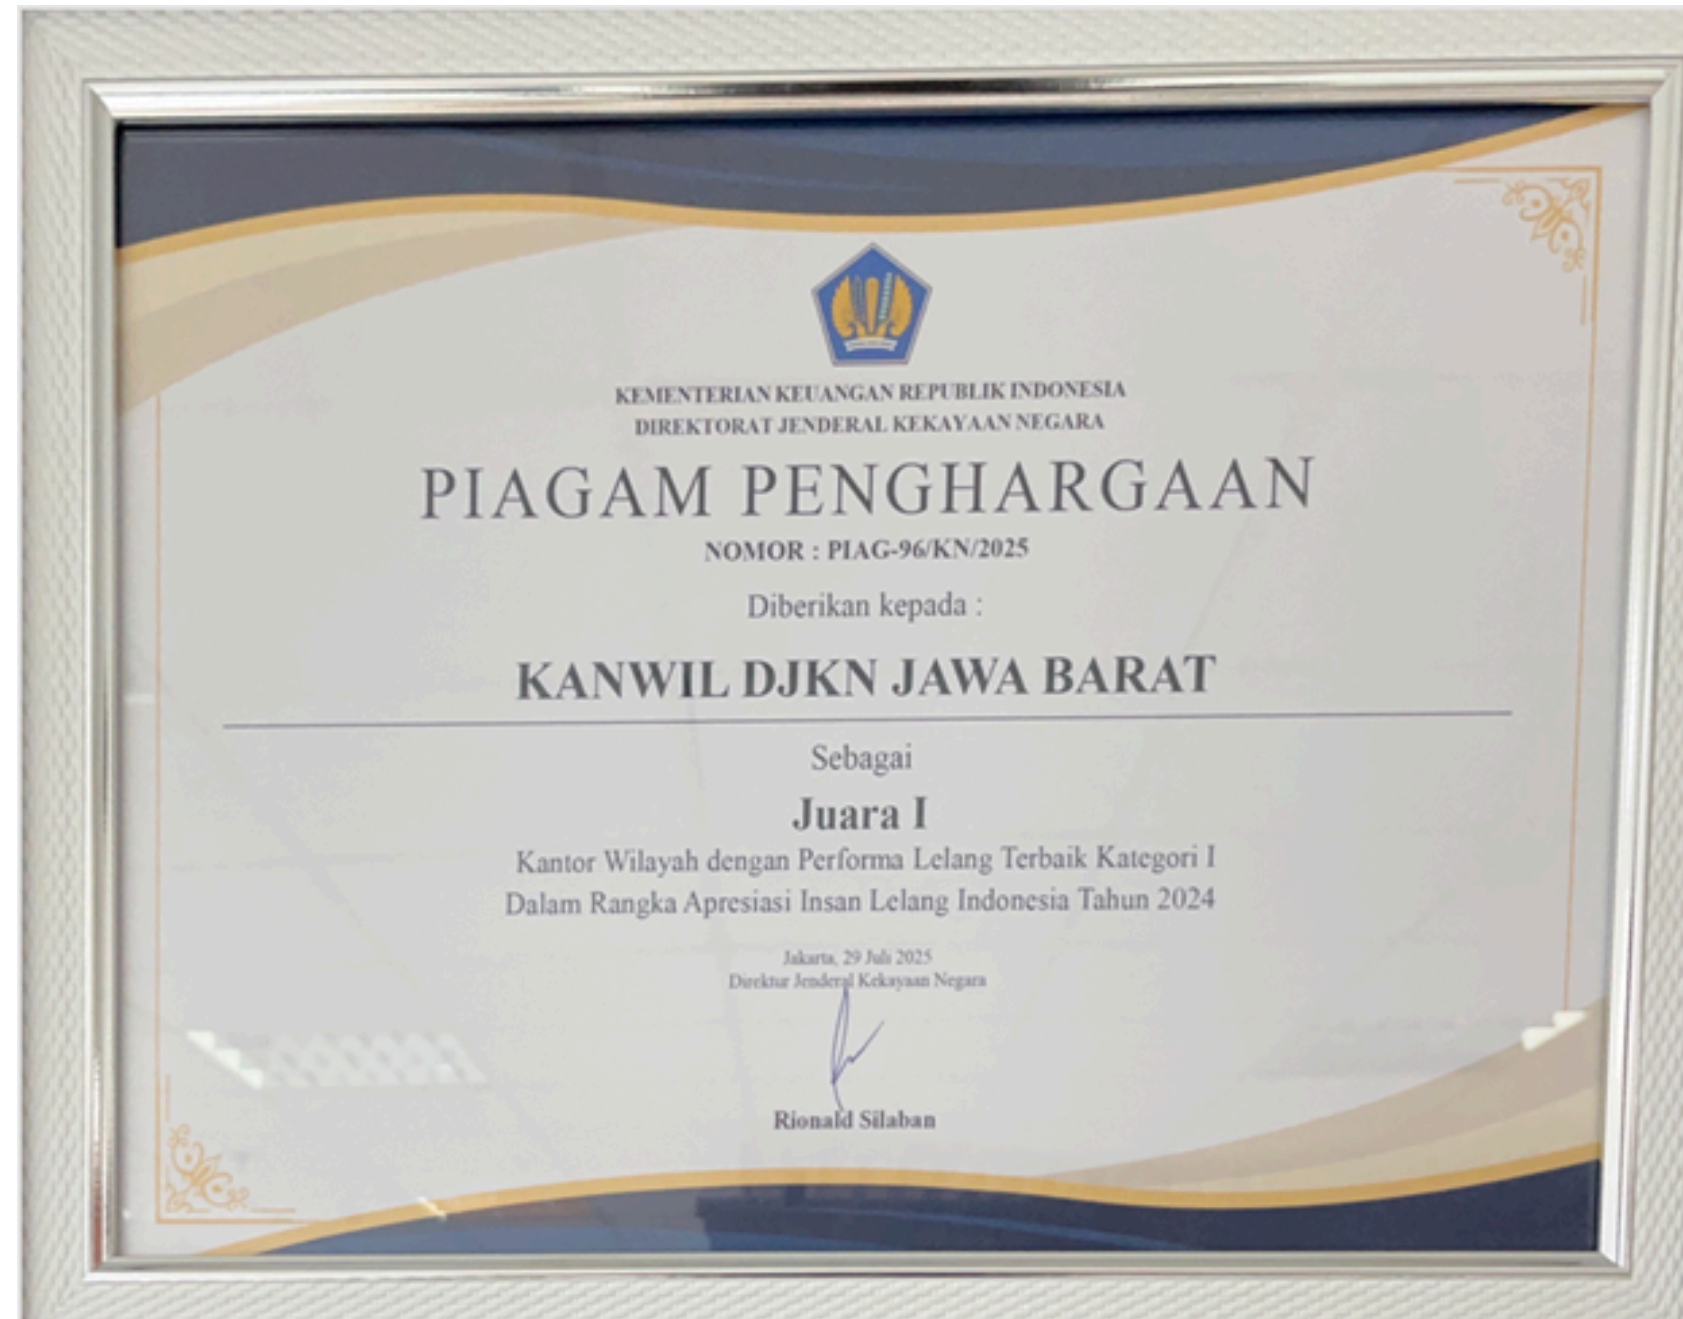 KEMENTERIAN KEUANGAN REPUBLIK INDONESIA
DIREKTORAT JENDERAL KEKAYAAN NEGARA
PIAGAM PENGHARGAAN
NOMOR : PIAG-96/KN/2025
Diberikan kepada :
KANWIL DJKN JAWA BARAT
Sebagai
Juara I
Kantor Wilayah dengan Performa Lelang Terbaik Kategori I
Dalam Rangka Apresiasi Insan Lelang Indonesia Tahun 2024
Jakarta, 29 Juli 2025
Direktur Jenderal Kekayaan Negara
Rionald Silaban